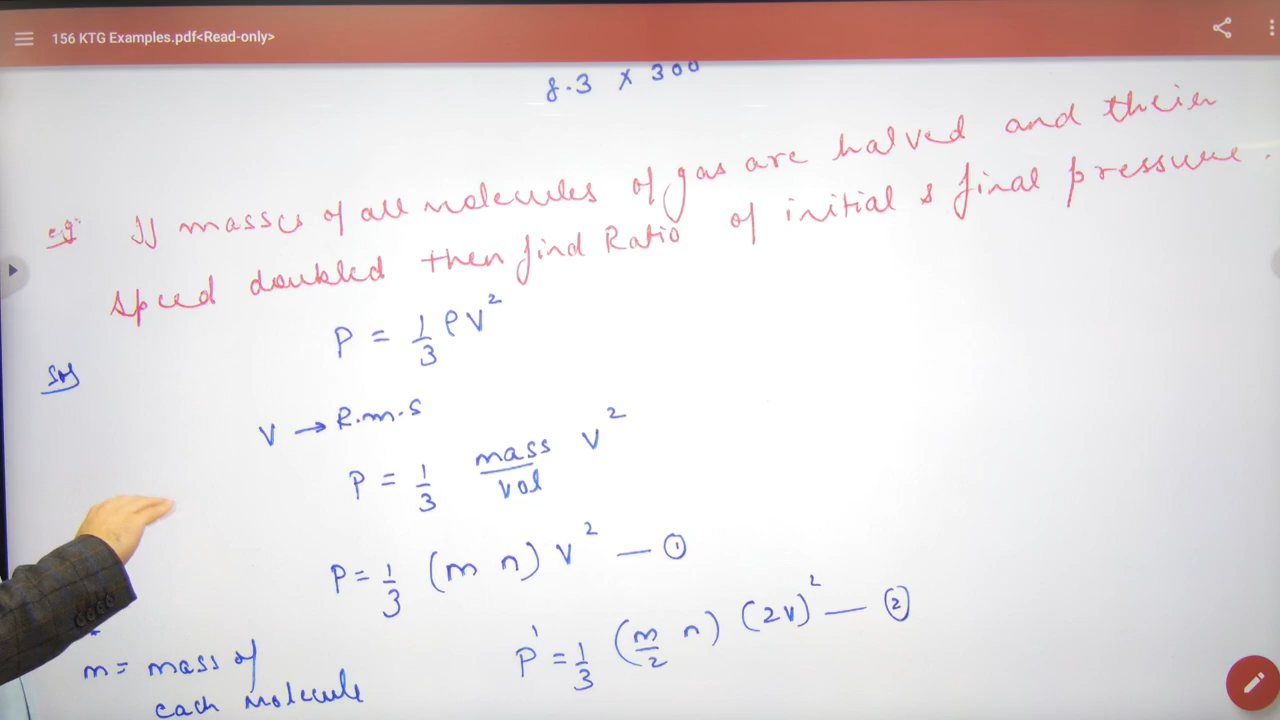 156 KTG Examples.pdf<Read-only>
8.3 × 300
eg: If masses of all molecules of gas are halved and their
speed doubled then find Ratio of initial & final pressure.
P = 1/3 ρV²
Sol
V → R.m.S
P = 1/3 mass/vol V²
P = 1/3 (m n) V² — ①
P' = 1/3 (m/2 n) (2V)² — ②
m = mass of
each molecule